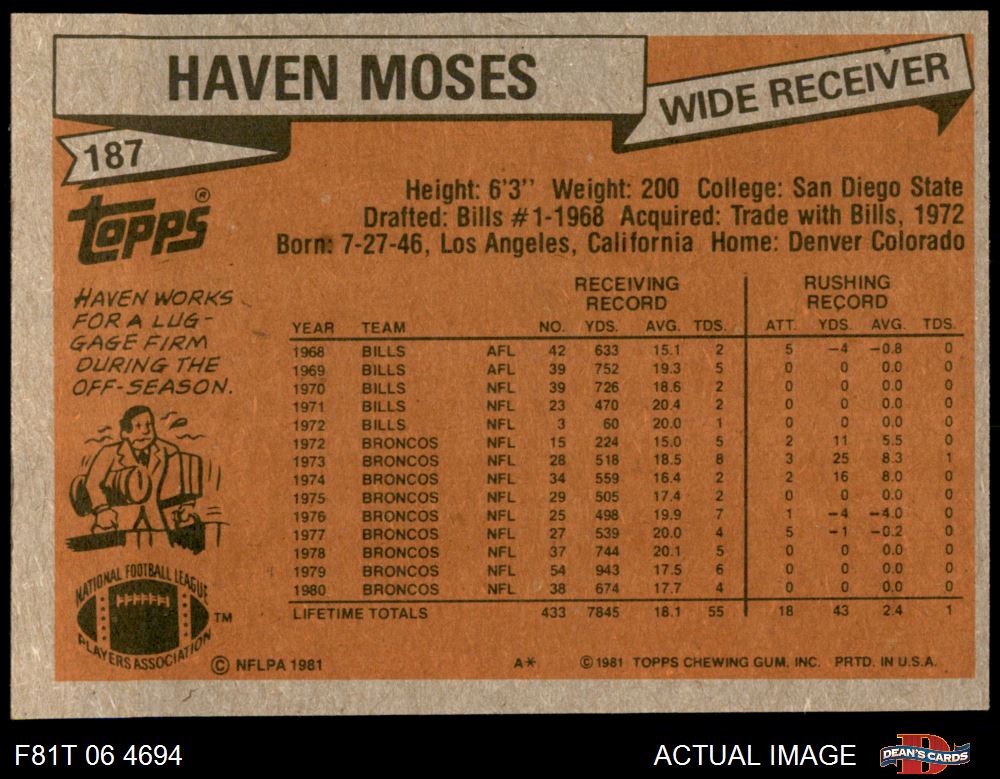 HAVEN MOSES
WIDE RECEIVER
187
topps®
Height: 6'3" Weight: 200 College: San Diego State
Drafted: Bills #1-1968 Acquired: Trade with Bills, 1972
Born: 7-27-46, Los Angeles, California Home: Denver Colorado
HAVEN WORKS
FOR A LUG-
GAGE FIRM
DURING THE
OFF-SEASON.
RECEIVING RECORD RUSHING RECORD
YEAR TEAM NO. YDS. AVG. TDS. ATT. YDS. AVG. TDS.
1968 BILLS AFL 42 633 15.1 2 5 -4 -0.8 0
1969 BILLS AFL 39 752 19.3 5 0 0 0.0 0
1970 BILLS NFL 39 726 18.6 2 0 0 0.0 0
1971 BILLS NFL 23 470 20.4 2 0 0 0.0 0
1972 BILLS NFL 3 60 20.0 1 0 0 0.0 0
1972 BRONCOS NFL 15 224 15.0 5 2 11 5.5 0
1973 BRONCOS NFL 28 518 18.5 8 3 25 8.3 1
1974 BRONCOS NFL 34 559 16.4 2 2 16 8.0 0
1975 BRONCOS NFL 29 505 17.4 2 0 0 0.0 0
1976 BRONCOS NFL 25 498 19.9 7 1 -4 -4.0 0
1977 BRONCOS NFL 27 539 20.0 4 5 -1 -0.2 0
1978 BRONCOS NFL 37 744 20.1 5 0 0 0.0 0
1979 BRONCOS NFL 54 943 17.5 6 0 0 0.0 0
1980 BRONCOS NFL 38 674 17.7 4 0 0 0.0 0
LIFETIME TOTALS 433 7845 18.1 55 18 43 2.4 1
NATIONAL FOOTBALL LEAGUE
PLAYERS ASSOCIATION
™
© NFLPA 1981 A* © 1981 TOPPS CHEWING GUM, INC. PRTD. IN U.S.A.
F81T 06 4694 ACTUAL IMAGE
DEAN'S CARDS